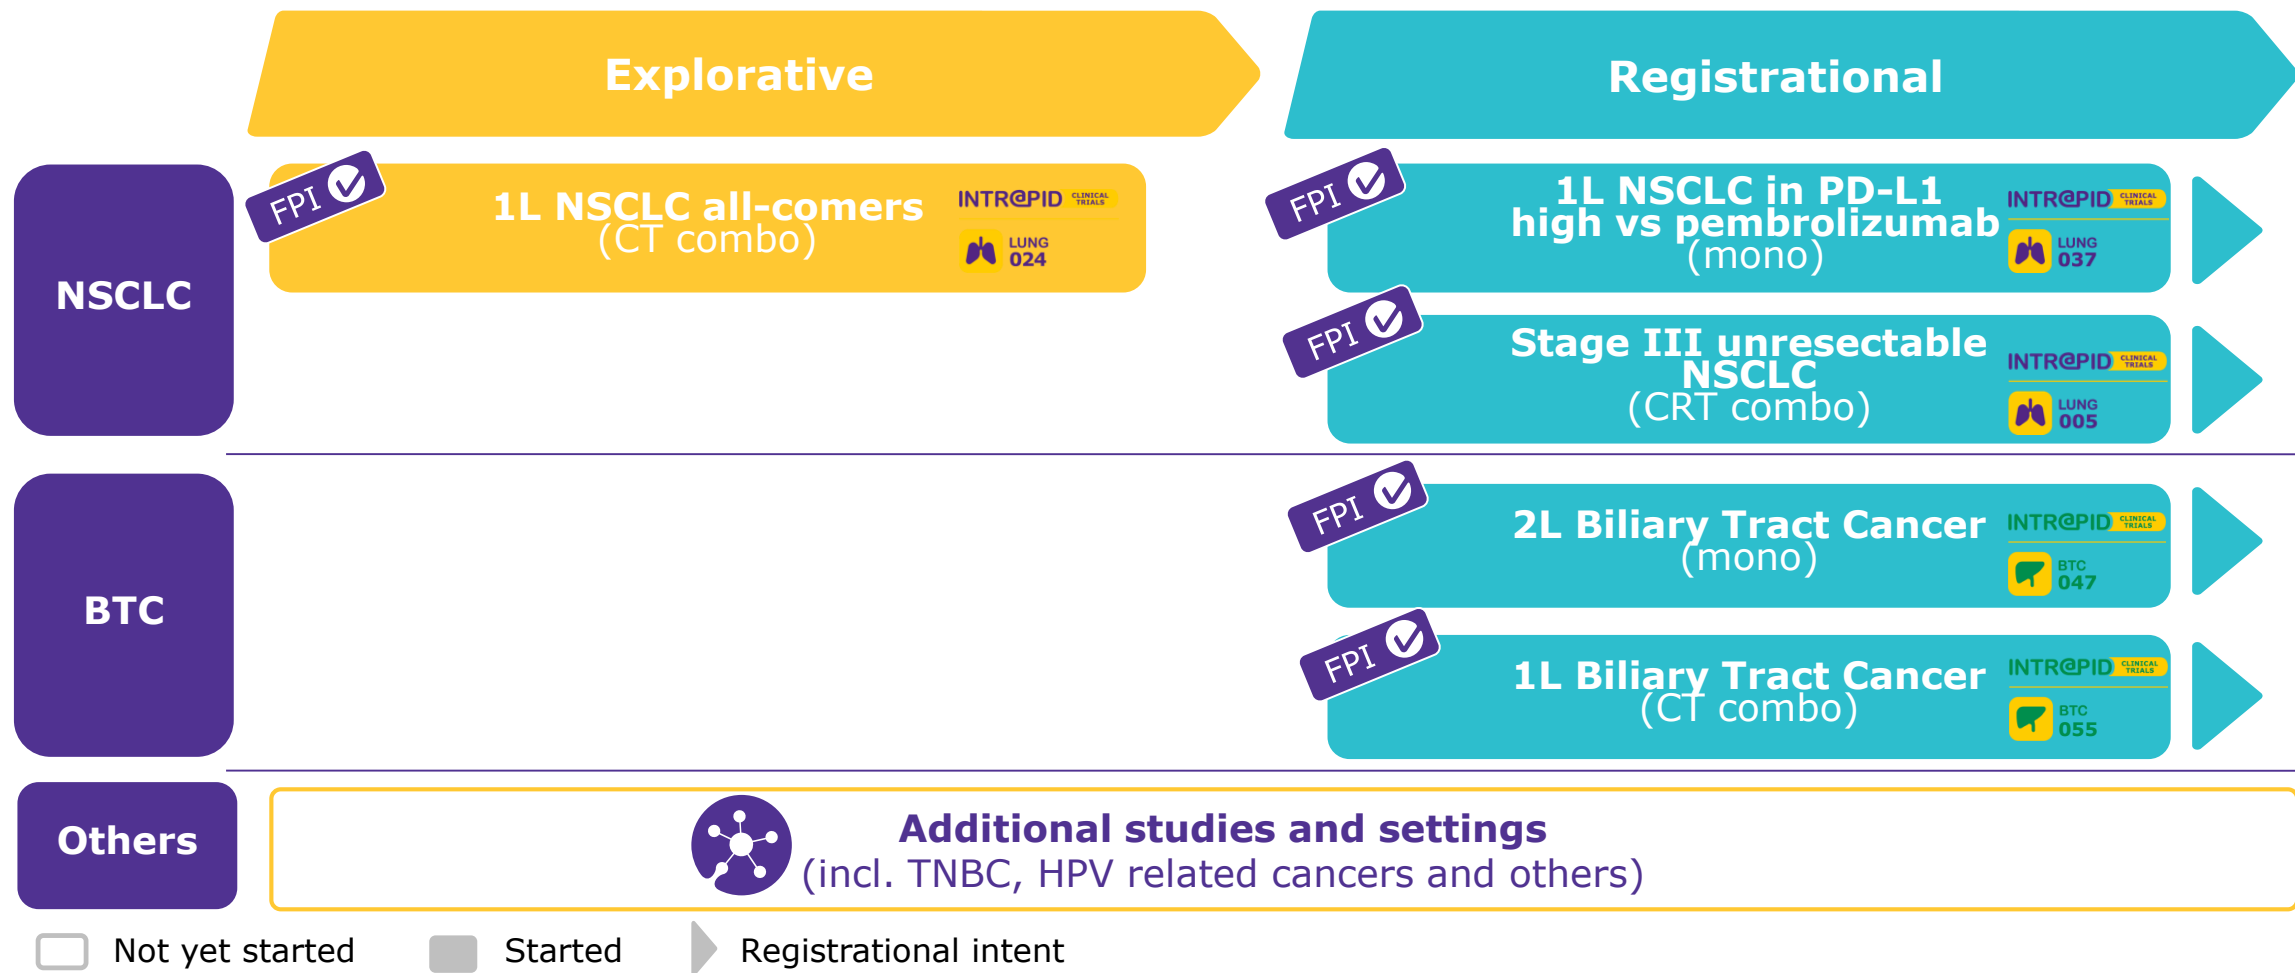 Explorative
Registrational
NSCLC
FPI
1L NSCLC all-comers
(CT combo)
INTR@PID CLINICAL TRIALS
LUNG
024
FPI
1L NSCLC in PD-L1
high vs pembrolizumab
(mono)
INTR@PID CLINICAL TRIALS
LUNG
037
FPI
Stage III unresectable
NSCLC
(CRT combo)
INTR@PID CLINICAL TRIALS
LUNG
005
BTC
FPI
2L Biliary Tract Cancer
(mono)
INTR@PID CLINICAL TRIALS
BTC
047
FPI
1L Biliary Tract Cancer
(CT combo)
INTR@PID CLINICAL TRIALS
BTC
055
Others
Additional studies and settings
(incl. TNBC, HPV related cancers and others)
Not yet started
Started
Registrational intent